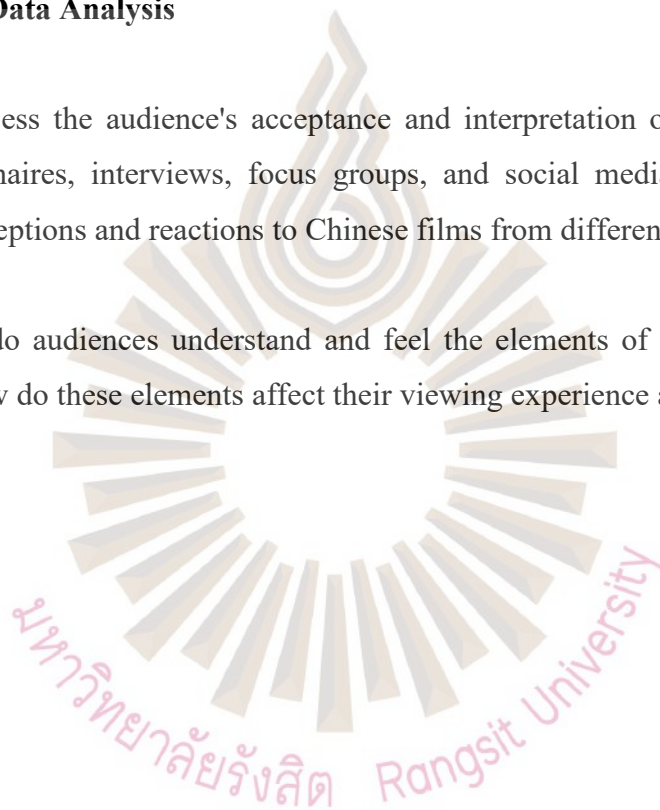 Data Analysis
ess the audience's acceptance and interpretation o
naires, interviews, focus groups, and social media
eptions and reactions to Chinese films from differen
do audiences understand and feel the elements of
v do these elements affect their viewing experience a
มหาวิทยาลัยรังสิต Rangsit University